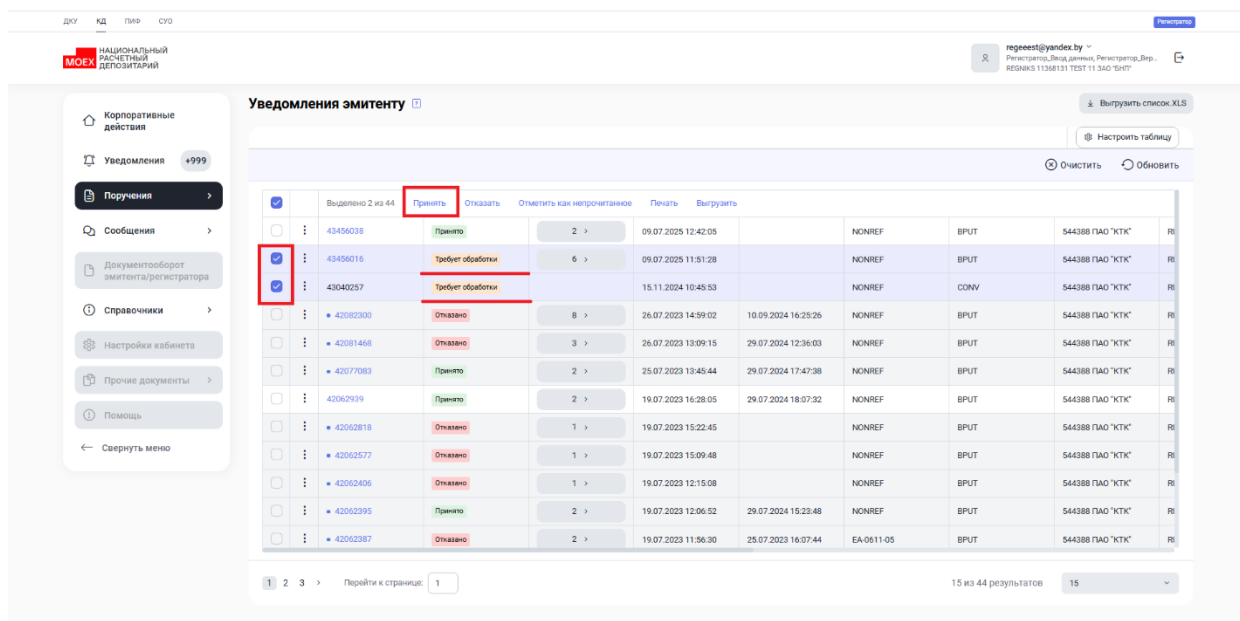 ДКУ КД ПИФ СУО Регистратор
MOEX НАЦИОНАЛЬНЫЙ РАСЧЕТНЫЙ ДЕПОЗИТАРИЙ
regeeest@yandex.by
Регистратор_Ввод данных, Регистратор_Вер...
REGNIKS 11368131 TEST 11 ЗАО "БНП"
Корпоративные действия
Уведомления +999
Поручения
Сообщения
Документооборот эмитента/регистратора
Справочники
Настройки кабинета
Прочие документы
Помощь
Свернуть меню
Уведомления эмитенту ?
Выгрузить список.XLS
Настроить таблицу
Очистить Обновить
Выделено 2 из 44 Принять Отказать Отметить как непрочитанное Печать Выгрузить
43456038 Принято 2 09.07.2025 12:42:05 NONREF BPUT 544388 ПАО "КТК"
43456016 Требует обработки 6 09.07.2025 11:51:28 NONREF BPUT 544388 ПАО "КТК"
43040257 Требует обработки 15.11.2024 10:45:53 NONREF CONV 544388 ПАО "КТК"
42082300 Отказано 8 26.07.2023 14:59:02 10.09.2024 16:25:26 NONREF BPUT 544388 ПАО "КТК"
42081468 Отказано 3 26.07.2023 13:09:15 29.07.2024 12:36:03 NONREF BPUT 544388 ПАО "КТК"
42077083 Принято 2 25.07.2023 13:45:44 29.07.2024 17:47:38 NONREF BPUT 544388 ПАО "КТК"
42062939 Принято 2 19.07.2023 16:28:05 29.07.2024 18:07:32 NONREF BPUT 544388 ПАО "КТК"
42062818 Отказано 1 19.07.2023 15:22:45 NONREF BPUT 544388 ПАО "КТК"
42062577 Отказано 1 19.07.2023 15:09:48 NONREF BPUT 544388 ПАО "КТК"
42062406 Отказано 1 19.07.2023 12:15:08 NONREF BPUT 544388 ПАО "КТК"
42062395 Принято 2 19.07.2023 12:06:52 29.07.2024 15:23:48 NONREF BPUT 544388 ПАО "КТК"
42062387 Отказано 2 19.07.2023 11:56:30 25.07.2023 16:07:44 EA-0611-05 BPUT 544388 ПАО "КТК"
1 2 3 Перейти к странице: 1 15 из 44 результатов 15